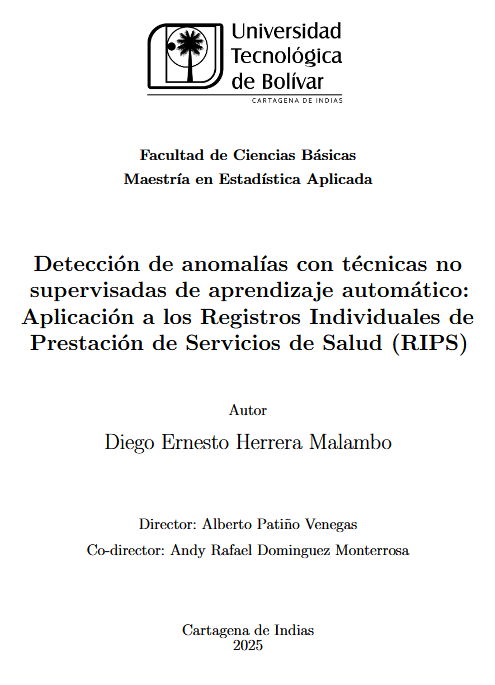 Universidad
Tecnológica
de Bolívar
CARTAGENA DE INDIAS
Facultad de Ciencias Básicas
Maestría en Estadística Aplicada
Detección de anomalías con técnicas no
supervisadas de aprendizaje automático:
Aplicación a los Registros Individuales de
Prestación de Servicios de Salud (RIPS)
Autor
Diego Ernesto Herrera Malambo
Director: Alberto Patiño Venegas
Co-director: Andy Rafael Dominguez Monterrosa
Cartagena de Indias
2025